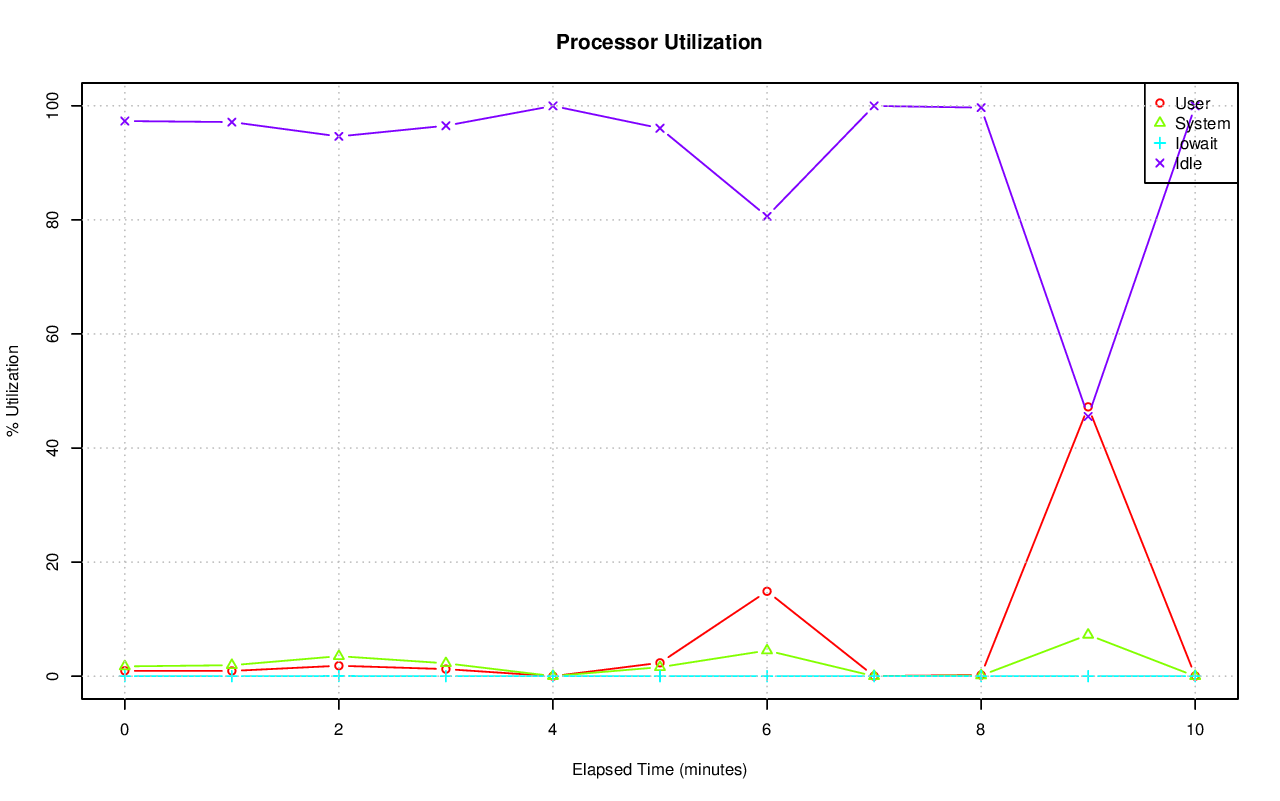 Processor Utilization
% Utilization
100
80
60
40
20
0
User
System
Iowait
Idle
0 2 4 6 8 10
Elapsed Time (minutes)